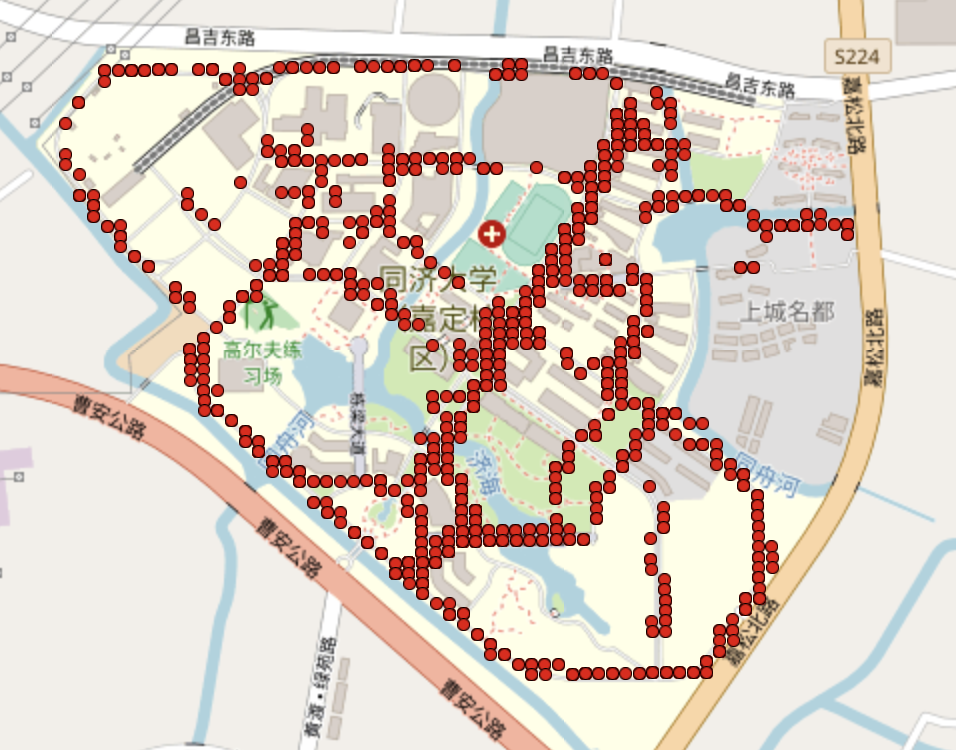 昌吉东路
昌吉东路
昌吉东路
S224
嘉松北路
同济大学
(嘉定校
区)
上城名都
高尔夫练
习场
嘉松北路
曹安公路
同舟河
济海
同舟河
曹安公路
嘉松北路
黄渡·绿苑路
曹安公路